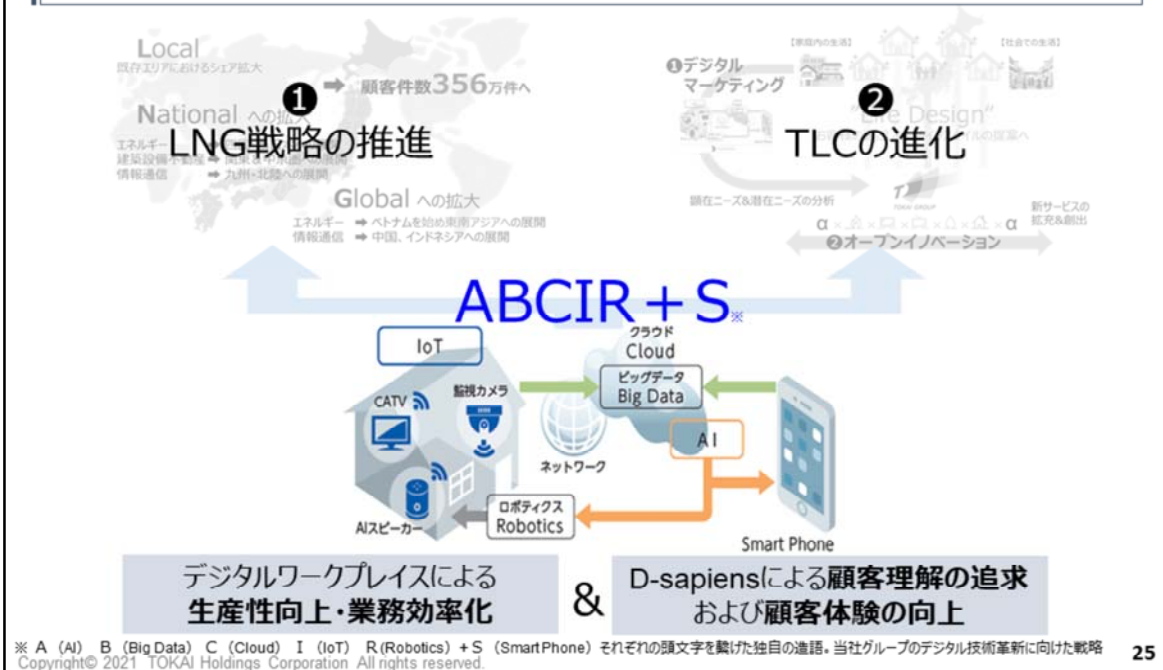 Local
既存エリアにおけるシェア拡大
➡ 顧客件数356万件へ
❶
National への拡大
LNG戦略の推進
エネルギー
建築設備不動産 ➡ 関東&中京圏への展開
情報通信 ➡ 九州・北陸への展開
Global への拡大
エネルギー ➡ ベトナムを始め東南アジアへの展開
情報通信 ➡ 中国、インドネシアへの展開
【家庭内の生活】
【社会での生活】
❶デジタル
マーケティング
❷
"Life Design"
TLCの進化
顕在ニーズ&潜在ニーズの分析
TOKAI GROUP
新サービスの
拡充&創出
❷オープンイノベーション
ABCIR+S※
IoT
CATV
監視カメラ
AIスピーカー
クラウド
Cloud
ビッグデータ
Big Data
ネットワーク
AI
ロボティクス
Robotics
Smart Phone
デジタルワークプレイスによる
生産性向上・業務効率化
&
D-sapiensによる顧客理解の追求
および顧客体験の向上
※ A(AI) B(Big Data) C(Cloud) I(IoT) R(Robotics)+S(Smart Phone)それぞれの頭文字を繋げた独自の造語。当社グループのデジタル技術革新に向けた戦略
Copyright© 2021 TOKAI Holdings Corporation All rights reserved.
25